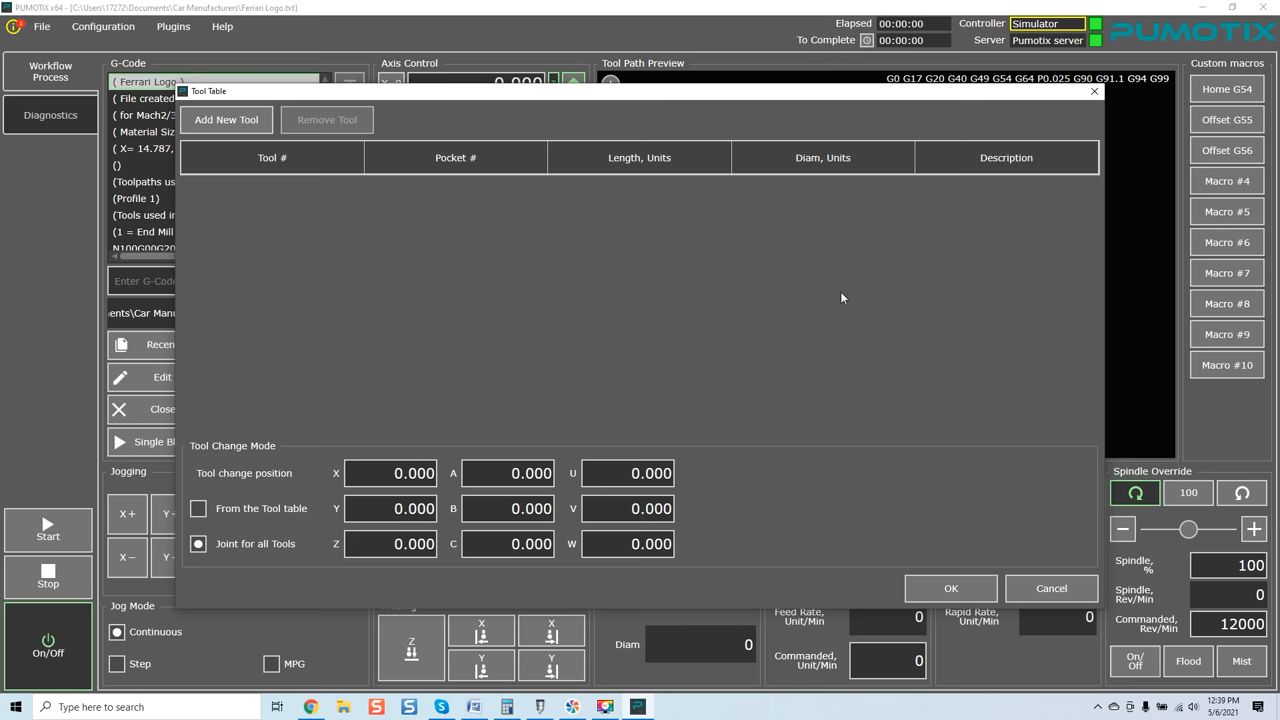 PUMOTIX x64 - [C:\Users\17272\Documents\Car Manufacturers\Ferrari Logo.txt]
File Configuration Plugins Help
Elapsed 00:00:00 Controller Simulator
To Complete 00:00:00 Server Pumotix server
PUMOTIX
Workflow
Process
Diagnostics
G-Code Axis Control Tool Path Preview Custom macros
( Ferrari Logo ) 0.000 G0 G17 G20 G40 G49 G54 G64 P0.025 G90 G91.1 G94 G99
( File created
( for Mach2/3
( Material Size
( X= 14.787,
()
(Toolpaths us
(Profile 1)
(Tools used in
(1 = End Mill
N100G00G20
Enter G-Code
ents\Car Manu
Recen
Edit
Close
Single Bl
Tool Table
Add New Tool Remove Tool
Tool # Pocket # Length, Units Diam, Units Description
Tool Change Mode
Tool change position X 0.000 A 0.000 U 0.000
From the Tool table Y 0.000 B 0.000 V 0.000
Joint for all Tools Z 0.000 C 0.000 W 0.000
OK Cancel
Home G54
Offset G55
Offset G56
Macro #4
Macro #5
Macro #6
Macro #7
Macro #8
Macro #9
Macro #10
Jogging
X+ Y+
X− Y−
Jog Mode
Continuous
Step MPG
Start
Stop
On/Off
Z X X
Y Y
Diam 0
Feed Rate,
Unit/Min 0
Commanded,
Unit/Min 0
Rapid Rate,
Unit/Min 0
Spindle Override
100
Spindle,
% 100
Spindle,
Rev/Min 0
Commanded,
Rev/Min 12000
On/
Off Flood Mist
Type here to search
12:39 PM
5/6/2021